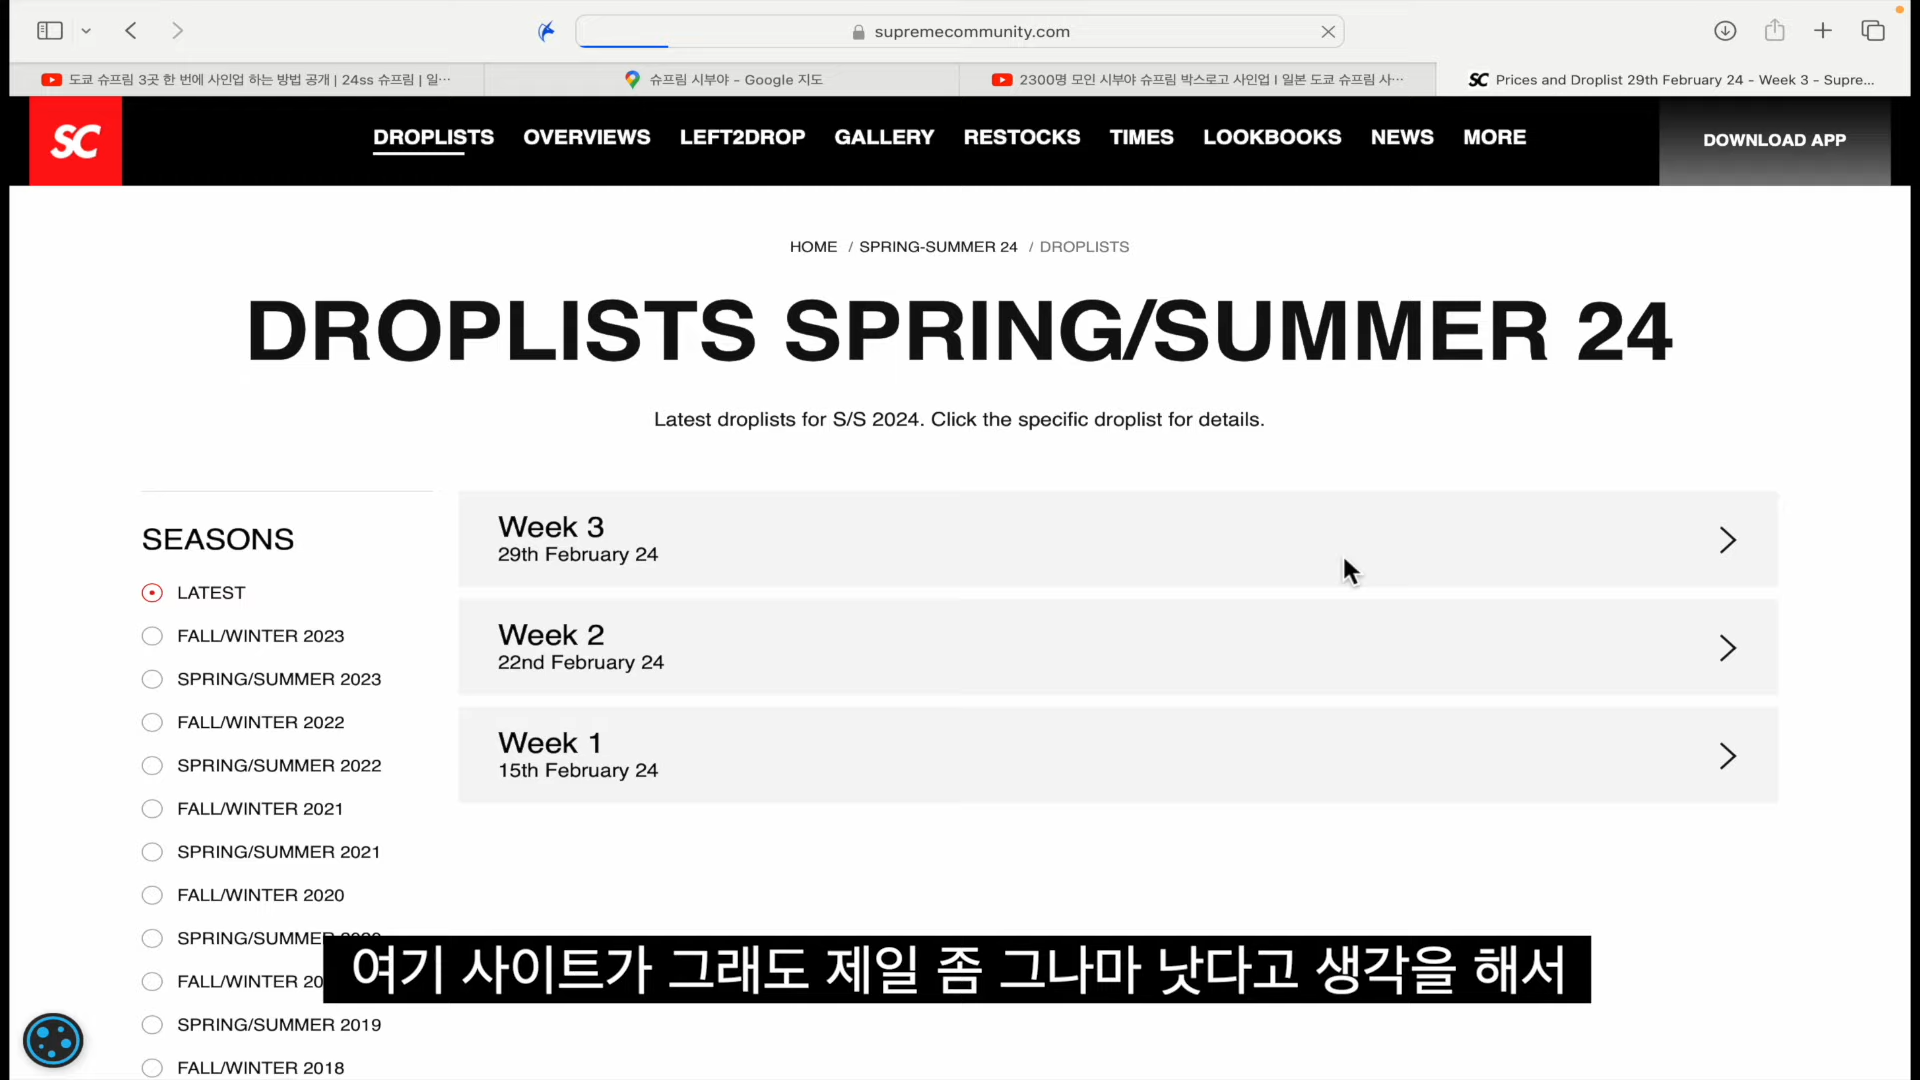 supremecommunity.com
도쿄 슈프림 3곳 한 번에 사인업 하는 방법 공개 | 24ss 슈프림 | 일···
슈프림 시부야 - Google 지도
2300명 모인 시부야 슈프림 박스로고 사인업 l 일본 도쿄 슈프림 사···
SC Prices and Droplist 29th February 24 - Week 3 - Supre...
SC
DROPLISTS
OVERVIEWS
LEFT2DROP
GALLERY
RESTOCKS
TIMES
LOOKBOOKS
NEWS
MORE
DOWNLOAD APP
HOME / SPRING-SUMMER 24 / DROPLISTS
DROPLISTS SPRING/SUMMER 24
Latest droplists for S/S 2024. Click the specific droplist for details.
SEASONS
LATEST
FALL/WINTER 2023
SPRING/SUMMER 2023
FALL/WINTER 2022
SPRING/SUMMER 2022
FALL/WINTER 2021
SPRING/SUMMER 2021
FALL/WINTER 2020
SPRING/SUMME
FALL/WINTER 20
SPRING/SUMMER 2019
FALL/WINTER 2018
Week 3
29th February 24
Week 2
22nd February 24
Week 1
15th February 24
여기 사이트가 그래도 제일 좀 그나마 낫다고 생각을 해서